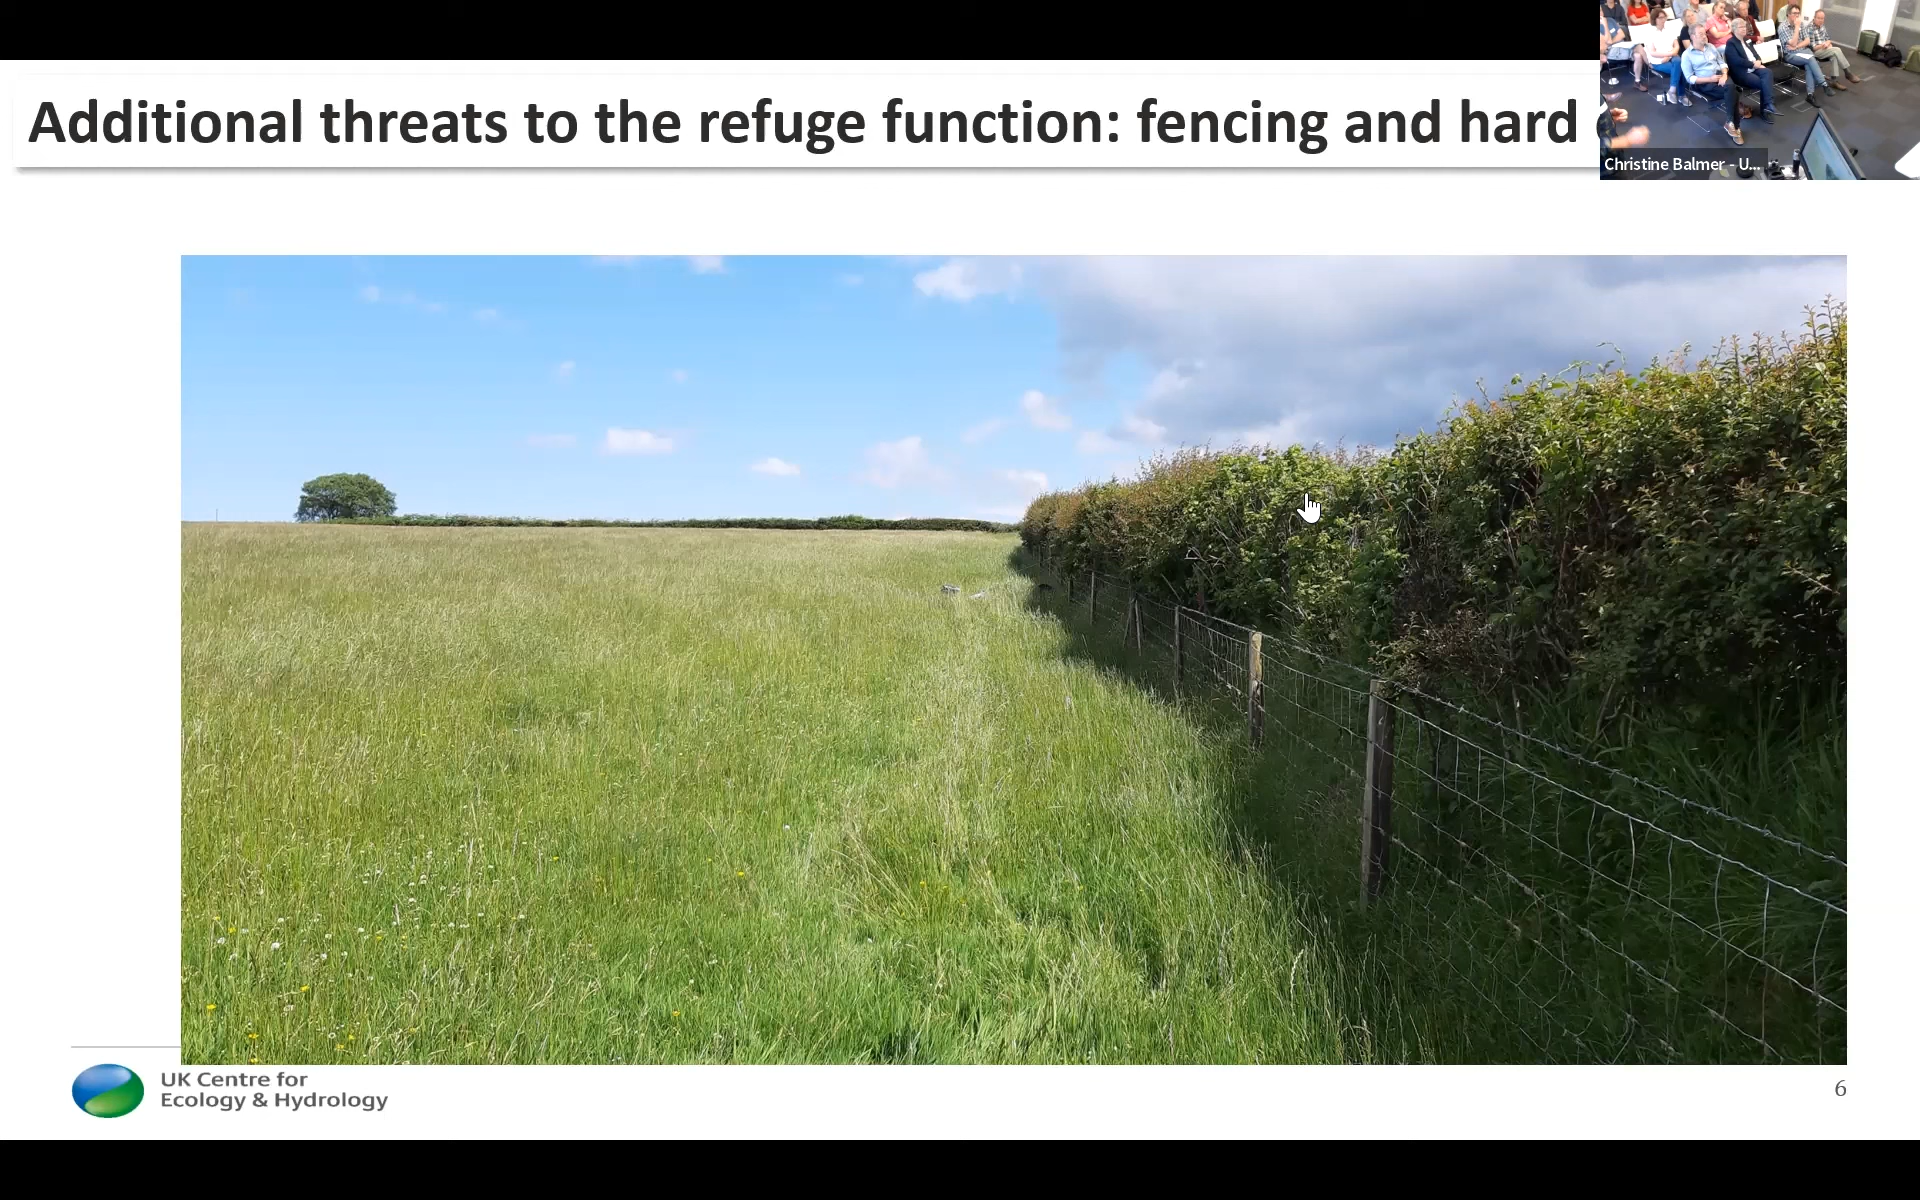 Additional threats to the refuge function: fencing and hard
Christine Balmer - U...
UK Centre for
Ecology & Hydrology
6